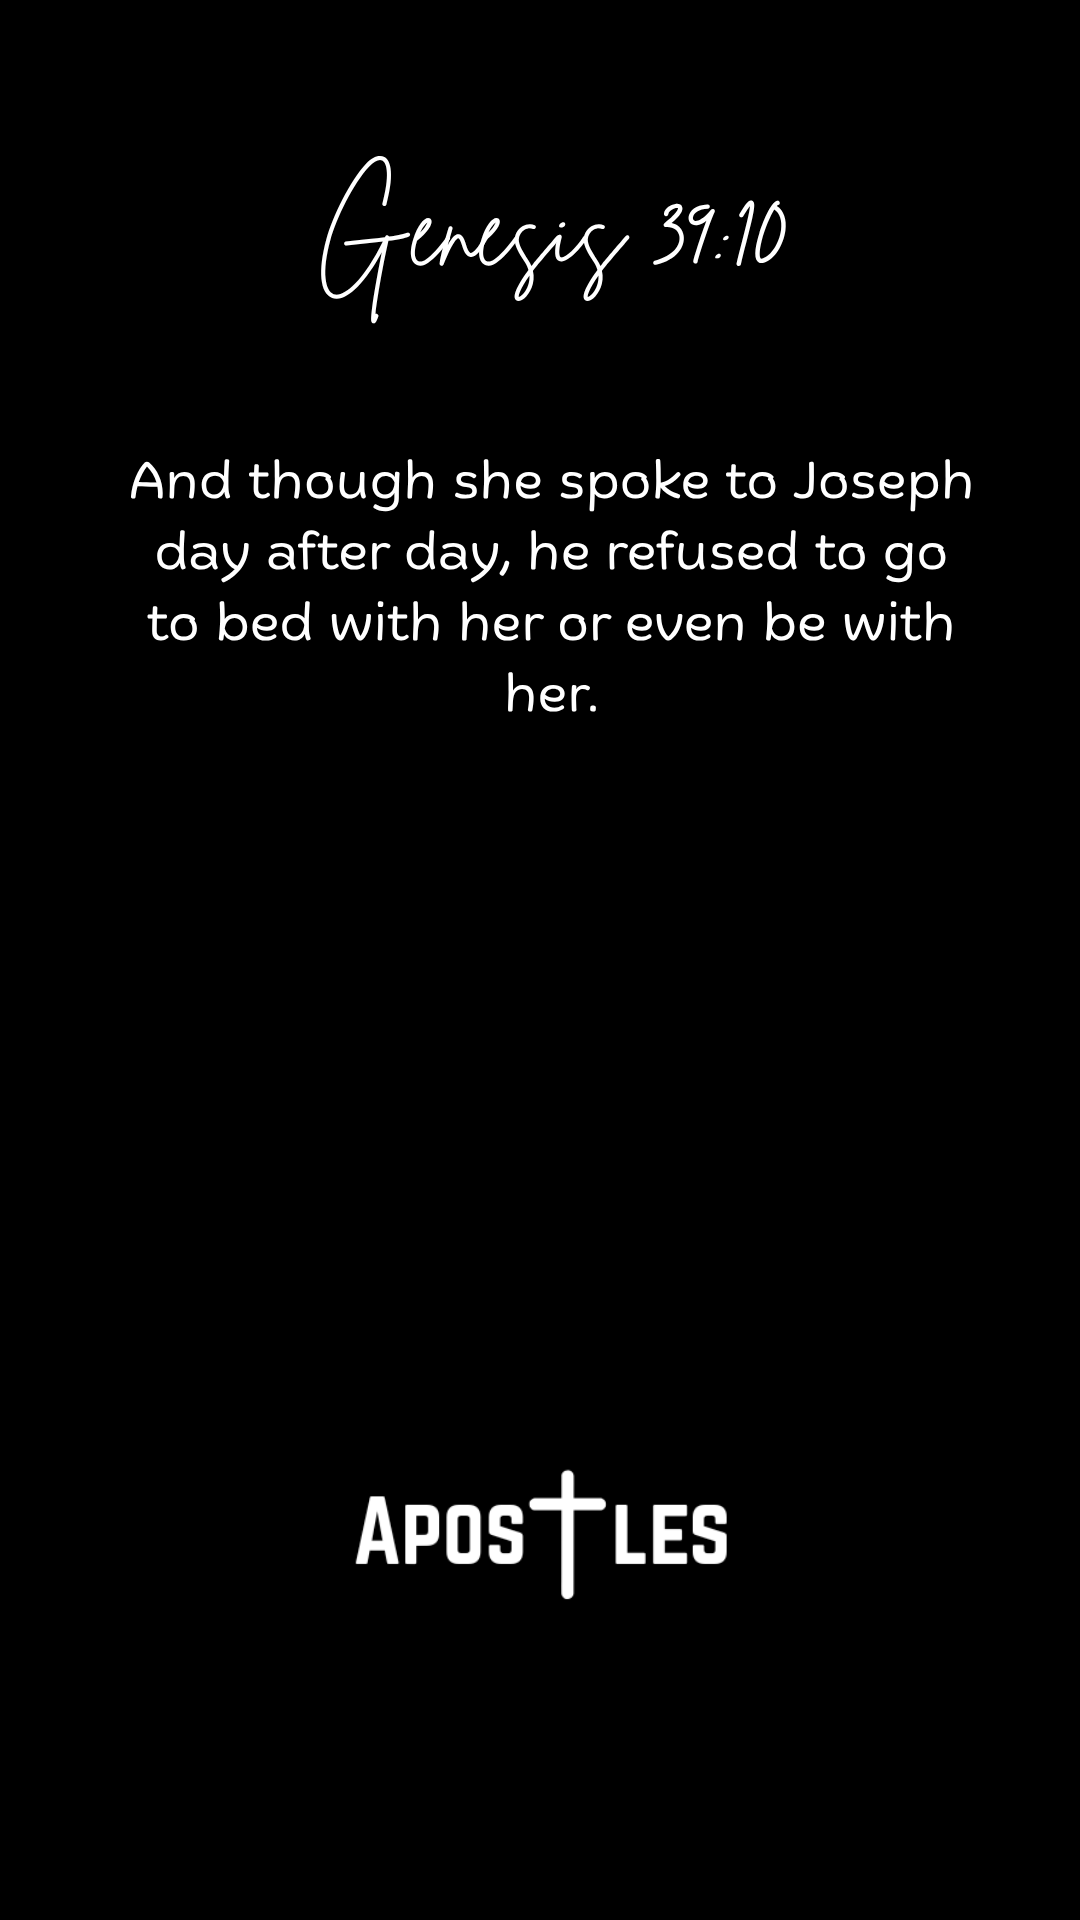 Genesis 39:10
And though she spoke to Joseph
day after day, he refused to go
to bed with her or even be with
her.
APOSTLES